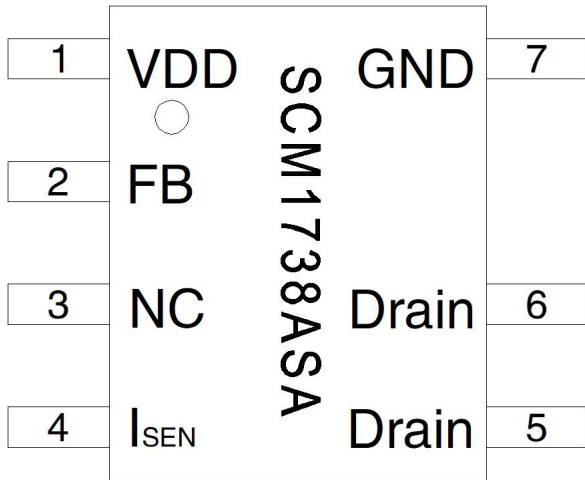 1 VDD GND 7
2 FB
3 NC Drain 6
4 ISEN Drain 5
SCM1738ASA